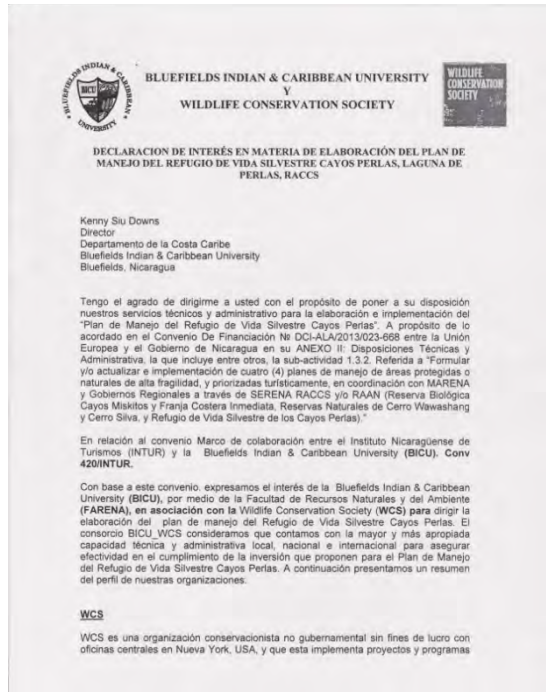 BLUEFIELDS INDIAN & CARIBBEAN UNIVERSITY
BICU
WILDLIFE CONSERVATION SOCIETY
BLUEFIELDS INDIAN & CARIBBEAN UNIVERSITY
Y
WILDLIFE CONSERVATION SOCIETY
DECLARACION DE INTERÉS EN MATERIA DE ELABORACIÓN DEL PLAN DE
MANEJO DEL REFUGIO DE VIDA SILVESTRE CAYOS PERLAS, LAGUNA DE
PERLAS, RACCS
Kenny Siu Downs
Director
Departamento de la Costa Caribe
Bluefields Indian & Caribbean University
Bluefields, Nicaragua
Tengo el agrado de dirigirme a usted con el propósito de poner a su disposición
nuestros servicios técnicos y administrativo para la elaboración e implementación del
"Plan de Manejo del Refugio de Vida Silvestre Cayos Perlas". A propósito de lo
acordado en el Convenio De Financiación Nº DCI-ALA/2013/023-668 entre la Unión
Europea y el Gobierno de Nicaragua en su ANEXO II: Disposiciones Técnicas y
Administrativa, la que incluye entre otros, la sub-actividad 1.3.2. Referida a "Formular
y/o actualizar e implementación de cuatro (4) planes de manejo de áreas protegidas o
naturales de alta fragilidad, y priorizadas turísticamente, en coordinación con MARENA
y Gobiernos Regionales a través de SERENA RACCS y/o RAAN (Reserva Biológica
Cayos Miskitos y Franja Costera Inmediata, Reservas Naturales de Cerro Wawashang
y Cerro Silva, y Refugio de Vida Silvestre de los Cayos Perlas)."
En relación al convenio Marco de colaboración entre el Instituto Nicaragüense de
Turismos (INTUR) y la Bluefields Indian & Caribbean University (BICU). Conv
420/INTUR.
Con base a este convenio, expresamos el interés de la Bluefields Indian & Caribbean
University (BICU), por medio de la Facultad de Recursos Naturales y del Ambiente
(FARENA), en asociación con la Wildlife Conservation Society (WCS) para dirigir la
elaboración del plan de manejo del Refugio de Vida Silvestre Cayos Perlas. El
consorcio BICU_WCS consideramos que contamos con la mayor y más apropiada
capacidad técnica y administrativa local, nacional e internacional para asegurar
efectividad en el cumplimiento de la inversión que proponen para el Plan de Manejo
del Refugio de Vida Silvestre Cayos Perlas. A continuación presentamos un resumen
del perfil de nuestras organizaciones.
WCS
WCS es una organización conservacionista no gubernamental sin fines de lucro con
oficinas centrales en Nueva York, USA, y que esta implementa proyectos y programas